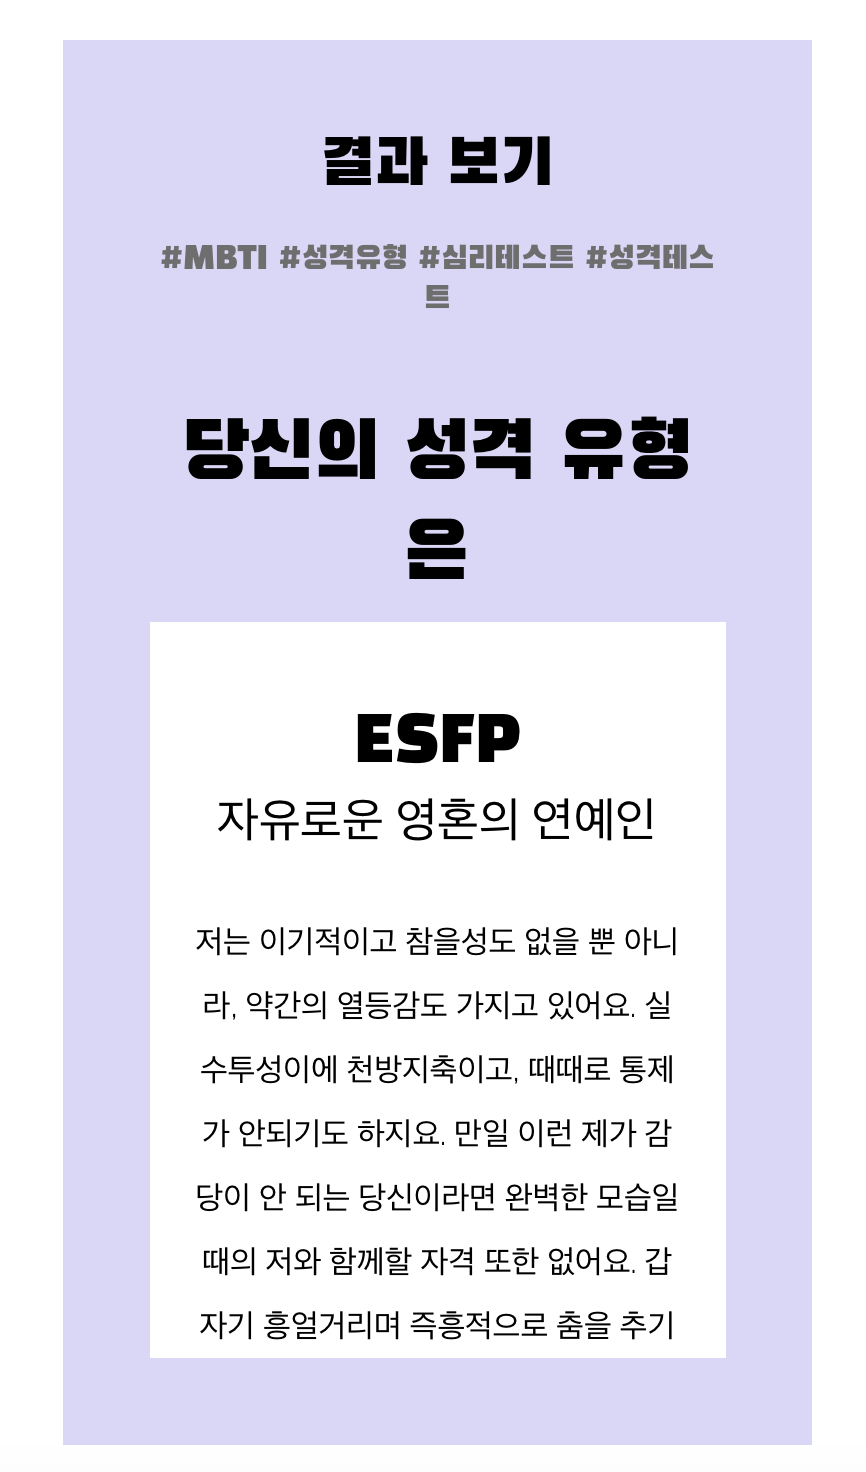 결과 보기
#MBTI #성격유형 #심리테스트 #성격테스
트
당신의 성격 유형
은
ESFP
자유로운 영혼의 연예인
저는 이기적이고 참을성도 없을 뿐 아니
라, 약간의 열등감도 가지고 있어요. 실
수투성이에 천방지축이고, 때때로 통제
가 안되기도 하지요. 만일 이런 제가 감
당이 안 되는 당신이라면 완벽한 모습일
때의 저와 함께할 자격 또한 없어요. 갑
자기 흥얼거리며 즉흥적으로 춤을 추기